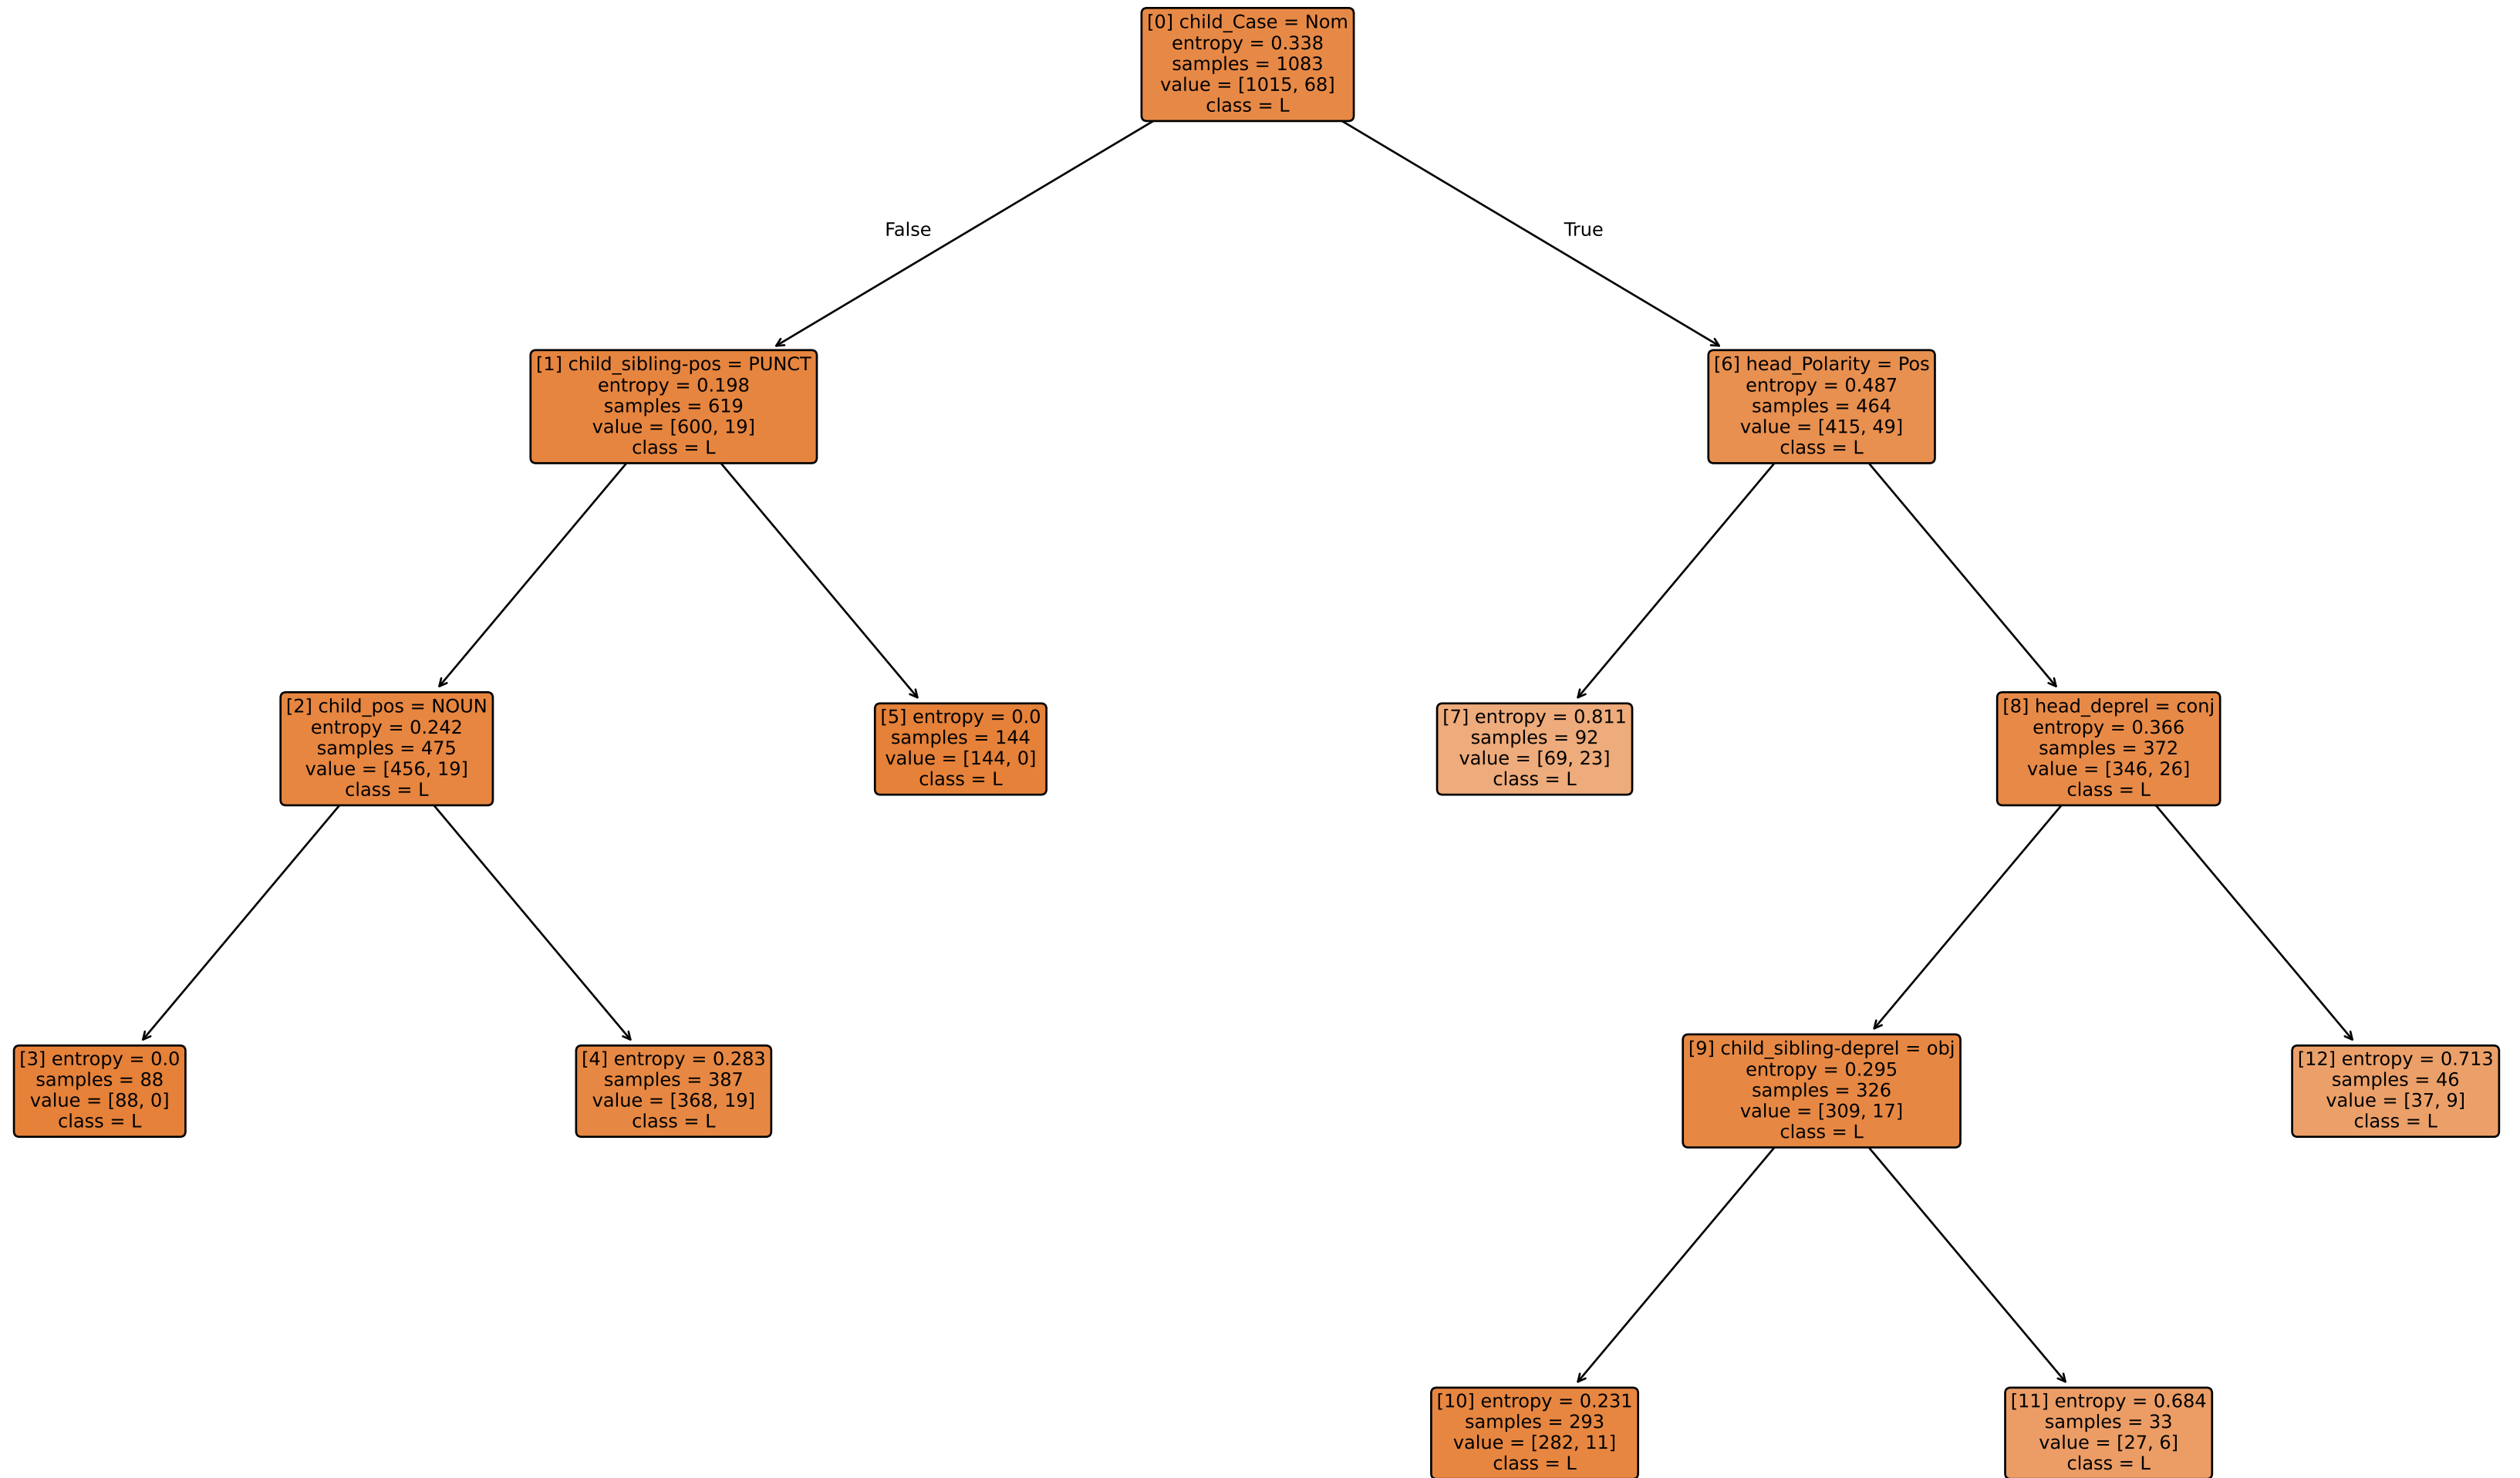 [0] child_Case = Nom
entropy = 0.338
samples = 1083
value = [1015, 68]
class = L
False
True
[1] child_sibling-pos = PUNCT
entropy = 0.198
samples = 619
value = [600, 19]
class = L
[6] head_Polarity = Pos
entropy = 0.487
samples = 464
value = [415, 49]
class = L
[2] child_pos = NOUN
entropy = 0.242
samples = 475
value = [456, 19]
class = L
[5] entropy = 0.0
samples = 144
value = [144, 0]
class = L
[7] entropy = 0.811
samples = 92
value = [69, 23]
class = L
[8] head_deprel = conj
entropy = 0.366
samples = 372
value = [346, 26]
class = L
[3] entropy = 0.0
samples = 88
value = [88, 0]
class = L
[4] entropy = 0.283
samples = 387
value = [368, 19]
class = L
[9] child_sibling-deprel = obj
entropy = 0.295
samples = 326
value = [309, 17]
class = L
[12] entropy = 0.713
samples = 46
value = [37, 9]
class = L
[10] entropy = 0.231
samples = 293
value = [282, 11]
class = L
[11] entropy = 0.684
samples = 33
value = [27, 6]
class = L